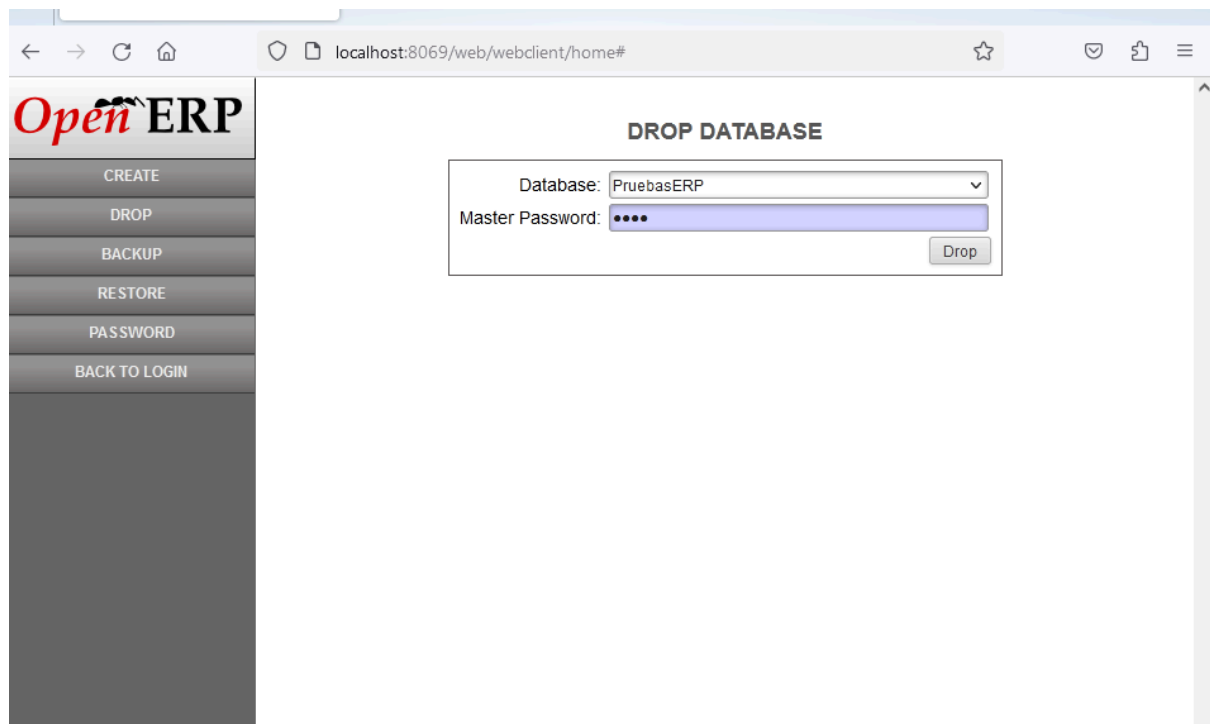 localhost:8069/web/webclient/home#
OpenERP
CREATE
DROP
BACKUP
RESTORE
PASSWORD
BACK TO LOGIN
DROP DATABASE
Database: PruebasERP
Master Password: ••••
Drop